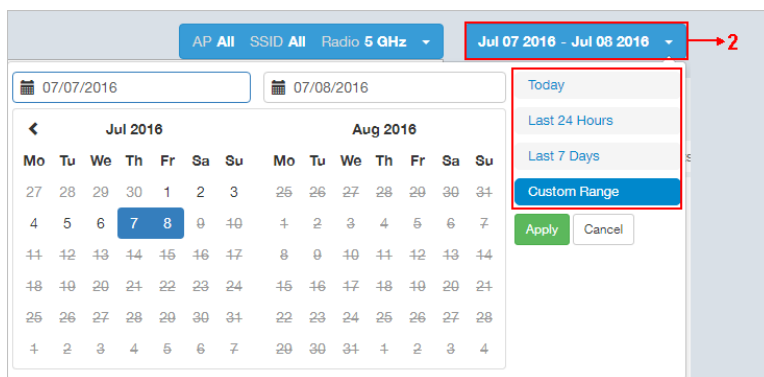 AP All SSID All Radio 5 GHz
Jul 07 2016 - Jul 08 2016
2
07/07/2016
07/08/2016
Today
Last 24 Hours
Last 7 Days
Custom Range
Apply Cancel
Jul 2016
Mo Tu We Th Fr Sa Su
27 28 29 30 1 2 3
4 5 6 7 8 9 10
11 12 13 14 15 16 17
18 19 20 21 22 23 24
25 26 27 28 29 30 31
1 2 3 4 5 6 7
Aug 2016
Mo Tu We Th Fr Sa Su
25 26 27 28 29 30 31
1 2 3 4 5 6 7
8 9 10 11 12 13 14
15 16 17 18 19 20 21
22 23 24 25 26 27 28
29 30 31 1 2 3 4